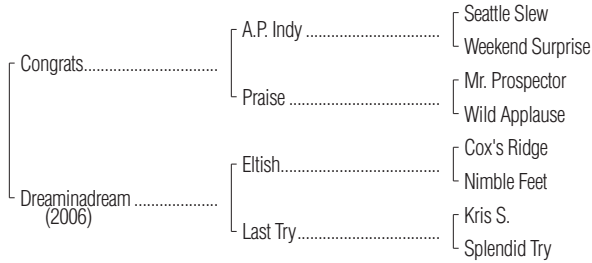 Seattle Slew
A.P. Indy
Weekend Surprise
Congrats
Mr. Prospector
Praise
Wild Applause
Cox's Ridge
Eltish
Nimble Feet
Dreaminadream
(2006)
Kris S.
Last Try
Splendid Try